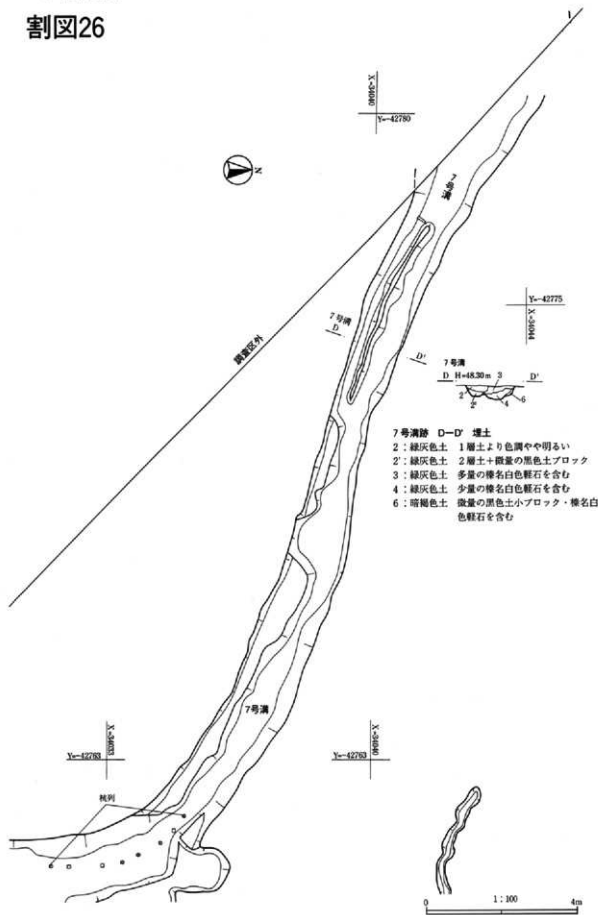 割図26
X=34040
Y=-42780
N
7号溝
調査区外
7号溝
D
D'
Y=-42775
X=34044
7号溝
D H=48.30m 3 D'
2 2' 4 6
7号溝跡 D—D' 埋土
2：緑灰色土 1層土より色調やや明るい
2'：緑灰色土 2層土＋微量の黒色土ブロック
3：緑灰色土 多量の榛名白色軽石を含む
4：緑灰色土 少量の榛名白色軽石を含む
6：暗褐色土 微量の黒色土小ブロック・榛名白
色軽石を含む
7号溝
X=34033
Y=-42763
X=34040
Y=-42763
杭列
0 1：100 4m